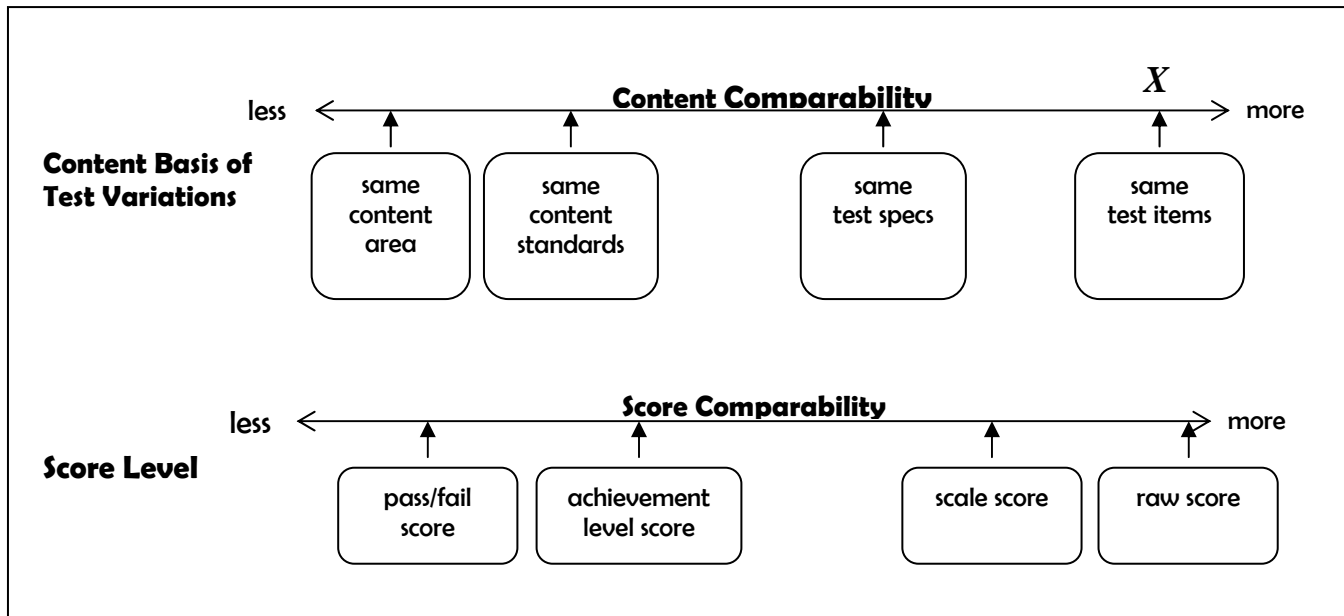 X
Content Comparability
less
more
Content Basis of
Test Variations
same
content
area
same
content
standards
same
test specs
same
test items
Score Comparability
less
more
Score Level
pass/fail
score
achievement
level score
scale score
raw score